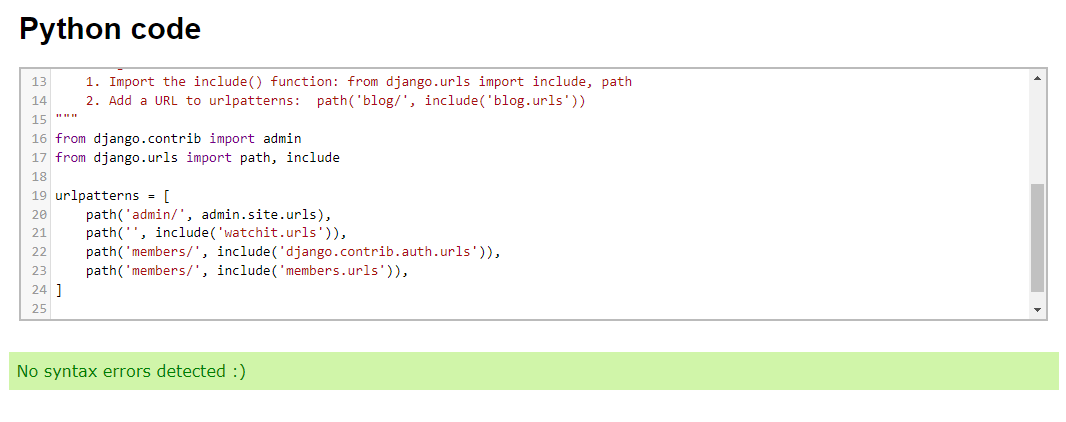 Python code
13     1. Import the include() function: from django.urls import include, path
14     2. Add a URL to urlpatterns:  path('blog/', include('blog.urls'))
15 """
16 from django.contrib import admin
17 from django.urls import path, include
18
19 urlpatterns = [
20     path('admin/', admin.site.urls),
21     path('', include('watchit.urls')),
22     path('members/', include('django.contrib.auth.urls')),
23     path('members/', include('members.urls')),
24 ]
25
No syntax errors detected :)